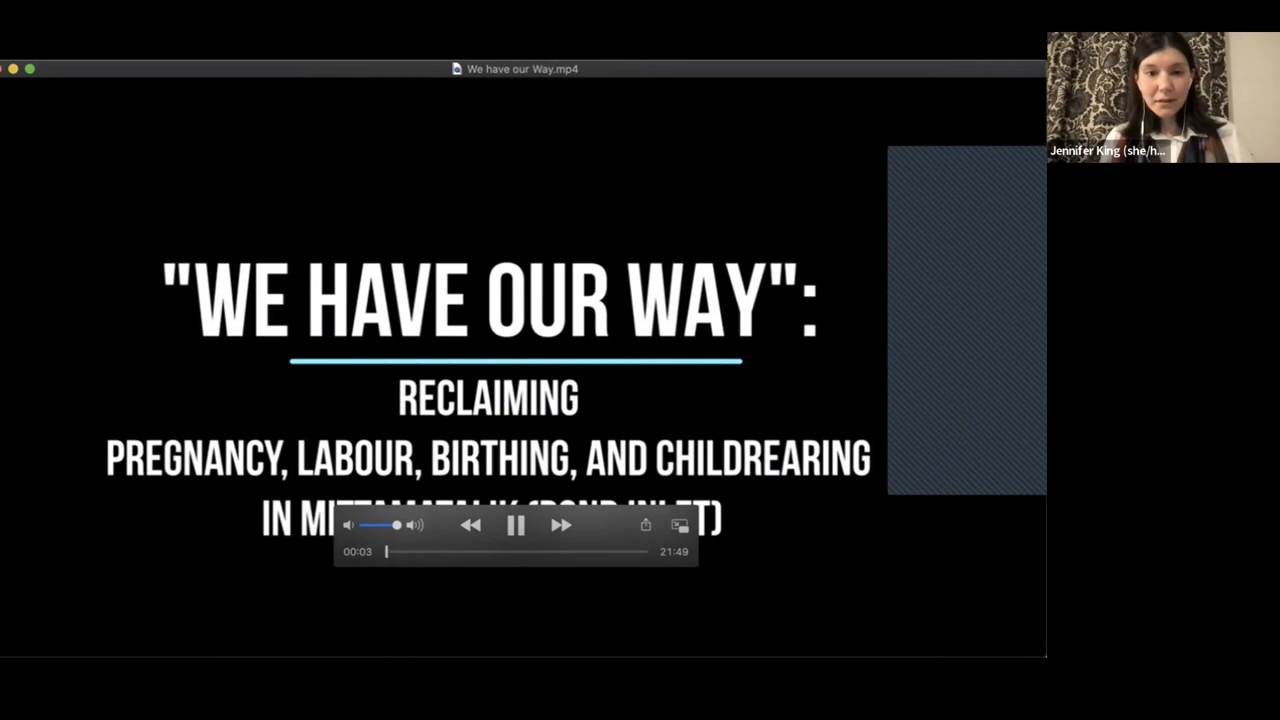 We have our Way.mp4
Jennifer King (she/h...
"WE HAVE OUR WAY":
RECLAIMING
PREGNANCY, LABOUR, BIRTHING, AND CHILDREARING
IN
00:03
21:49